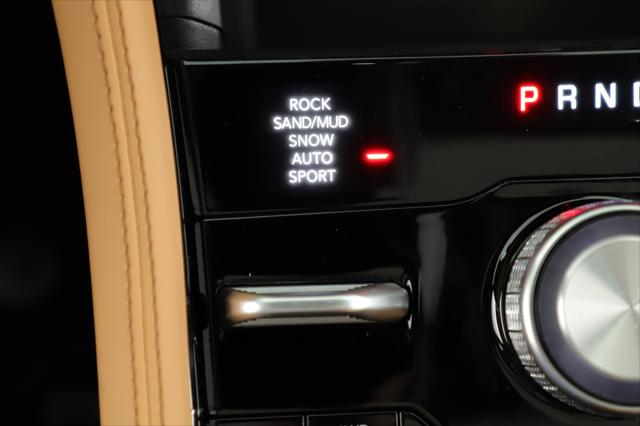 ROCK
SAND/MUD
SNOW
AUTO
SPORT
P R N D